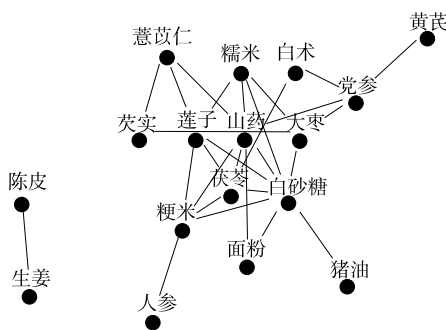 黄芪
薏苡仁
糯米
白术
党参
芡实
莲子
山药
大枣
陈皮
茯苓
白砂糖
粳米
面粉
生姜
猪油
人参